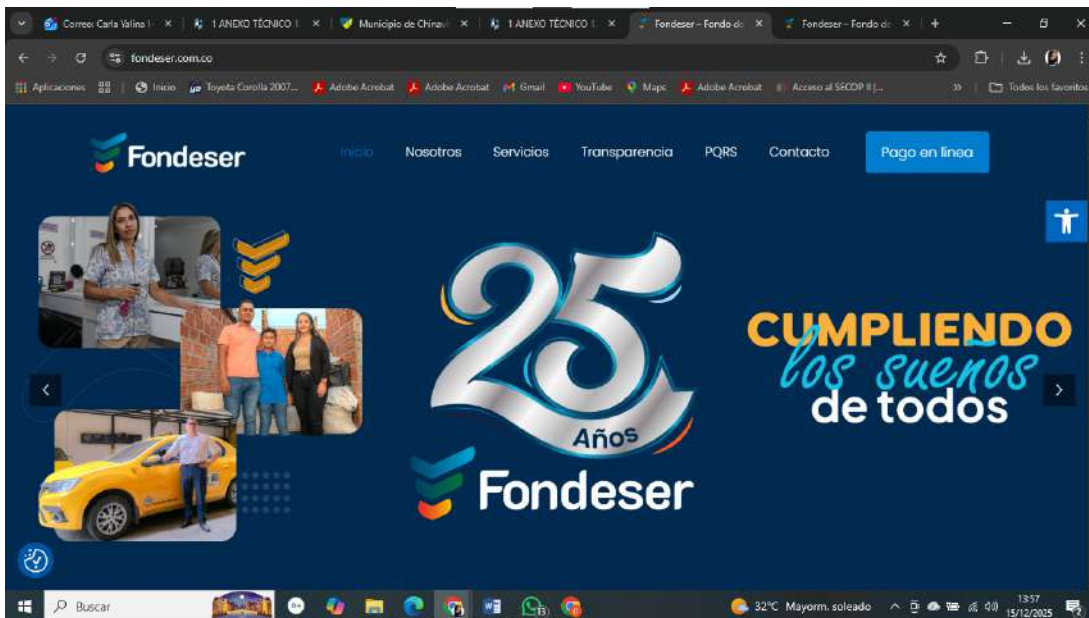 Correo: Carla Yalina
1 ANEXO TÉCNICO 1.
Municipio de Chinavi
1 ANEXO TÉCNICO 1.
Fondeser – Fondo de
Fondeser – Fondo de
fondeser.com.co
Aplicaciones
Inicio
Toyota Corolla 2007...
Adobe Acrobat
Adobe Acrobat
Gmail
YouTube
Maps
Adobe Acrobat
Acceso al SECOP II |...
Todos los favoritos
Fondeser
Inicio
Nosotros
Servicios
Transparencia
PQRS
Contacto
Pago en línea
25
Años
Fondeser
CUMPLIENDO
los sueños
de todos
Buscar
32°C Mayorm. soleado
13:57
15/12/2025